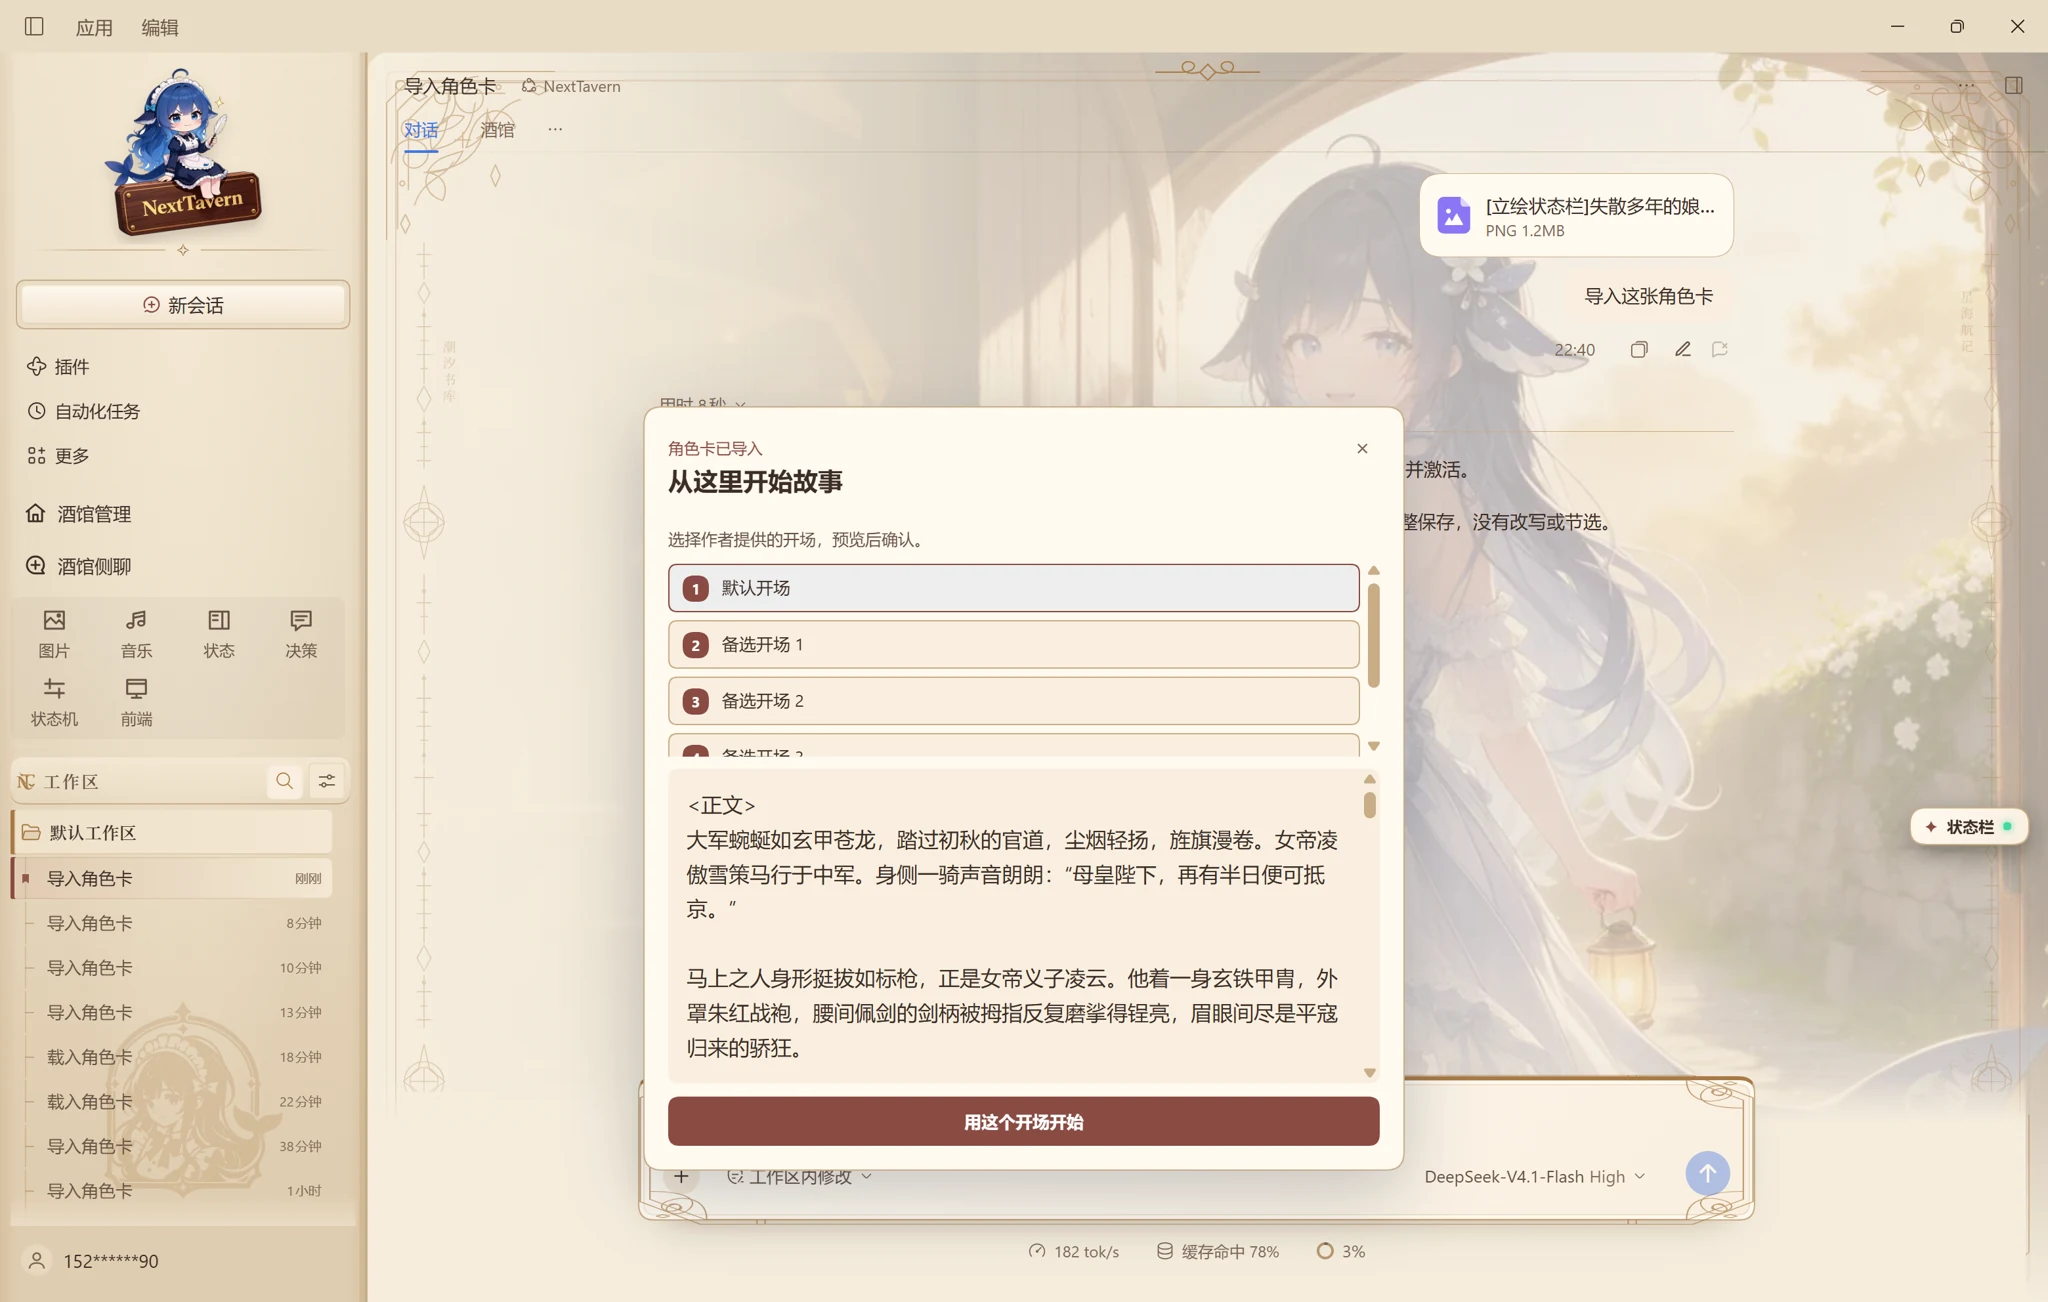 应用 编辑
NextTavern
新会话
插件
自动化任务
更多
酒馆管理
酒馆侧聊
图片 音乐 状态 决策
状态机 前端
工作区
默认工作区
导入角色卡 刚刚
导入角色卡 8分钟
导入角色卡 10分钟
导入角色卡 13分钟
载入角色卡 18分钟
载入角色卡 22分钟
导入角色卡 38分钟
导入角色卡 1小时
152******90
导入角色卡 NextTavern
对话 酒馆 ···
潮汐书库
星海航记
[立绘状态栏]失散多年的娘...
PNG 1.2MB
导入这张角色卡
22:40
用时 8秒
并激活。
整保存，没有改写或节选。
角色卡已导入
从这里开始故事
选择作者提供的开场，预览后确认。
1 默认开场
2 备选开场 1
3 备选开场 2
4 备选开场 3
<正文>
大军蜿蜒如玄甲苍龙，踏过初秋的官道，尘烟轻扬，旌旗漫卷。女帝凌
傲雪策马行于中军。身侧一骑声音朗朗：“母皇陛下，再有半日便可抵
京。”
马上之人身形挺拔如标枪，正是女帝义子凌云。他着一身玄铁甲胄，外
罩朱红战袍，腰间佩剑的剑柄被拇指反复磨挲得锃亮，眉眼间尽是平寇
归来的骄狂。
用这个开场开始
状态栏
工作区内修改
DeepSeek-V4.1-Flash High
182 tok/s 缓存命中 78% 3%